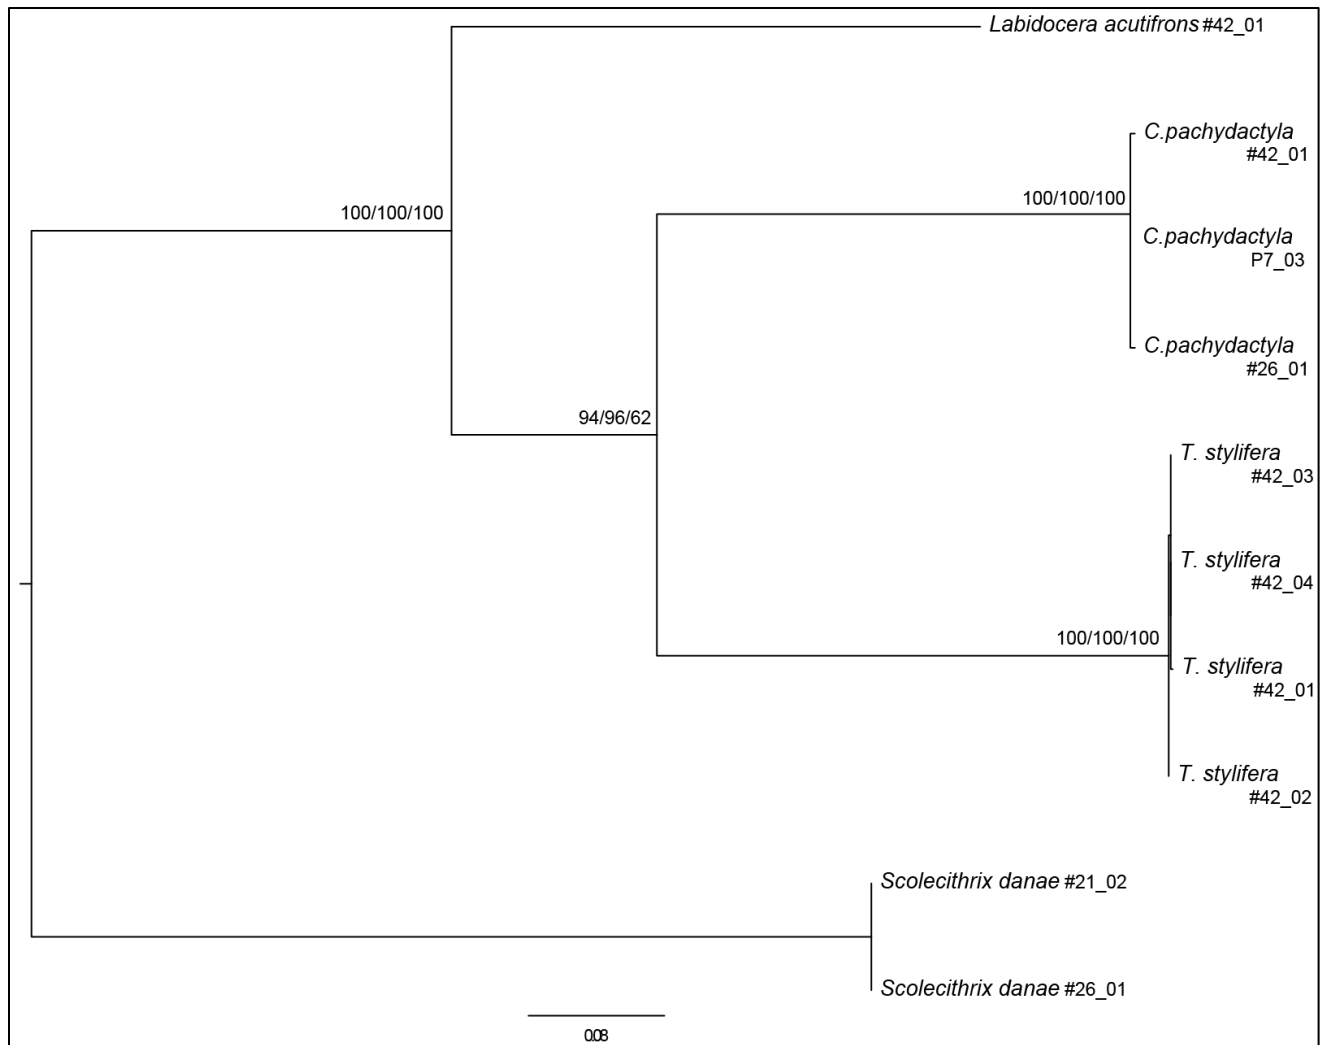 Labidocera acutifrons #42_01
C.pachydactyla
#42_01
100/100/100
100/100/100
C.pachydactyla
P7_03
C.pachydactyla
#26_01
94/96/62
T. stylifera
#42_03
T. stylifera
#42_04
100/100/100
T. stylifera
#42_01
T. stylifera
#42_02
Scolecithrix danae #21_02
Scolecithrix danae #26_01
0.08